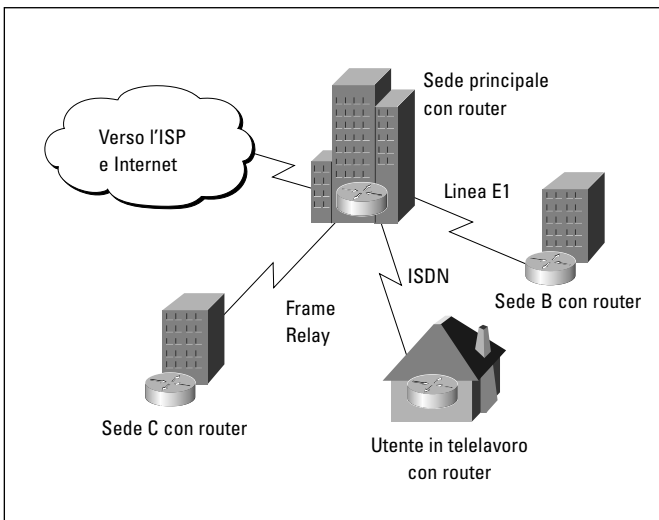 Sede principale
con router
Verso l'ISP
e Internet
Linea E1
ISDN
Sede B con router
Frame
Relay
Sede C con router
Utente in telelavoro
con router